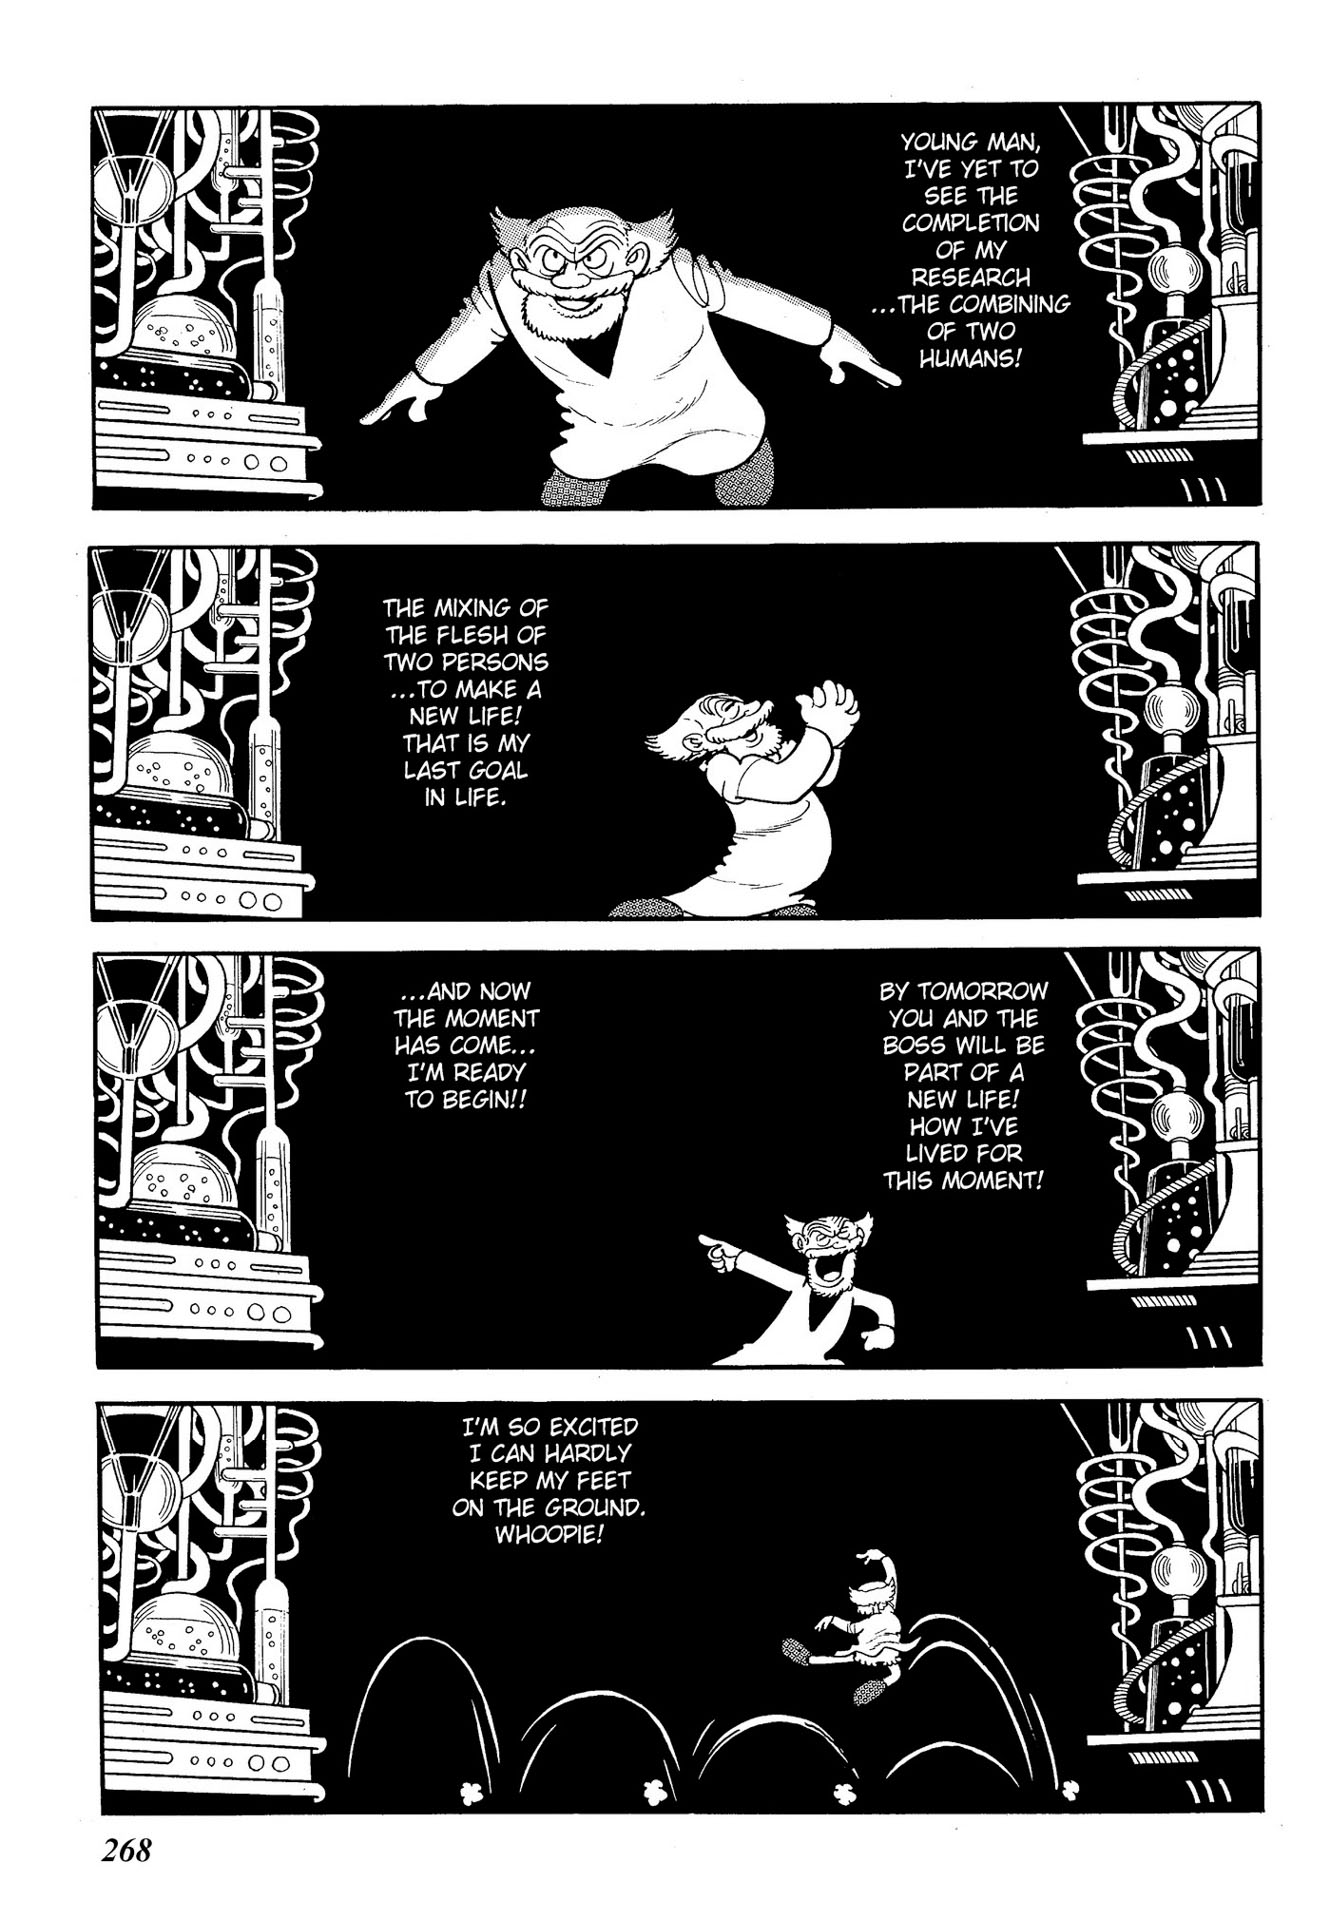 YOUNG MAN,
I'VE YET TO
SEE THE
COMPLETION
OF MY
RESEARCH
...THE COMBINING
OF TWO
HUMANS!
THE MIXING OF
THE FLESH OF
TWO PERSONS
...TO MAKE A
NEW LIFE!
THAT IS MY
LAST GOAL
IN LIFE.
...AND NOW
THE MOMENT
HAS COME...
I'M READY
TO BEGIN!!
BY TOMORROW
YOU AND THE
BOSS WILL BE
PART OF A
NEW LIFE!
HOW I'VE
LIVED FOR
THIS MOMENT!
I'M SO EXCITED
I CAN HARDLY
KEEP MY FEET
ON THE GROUND.
WHOOPIE!
268